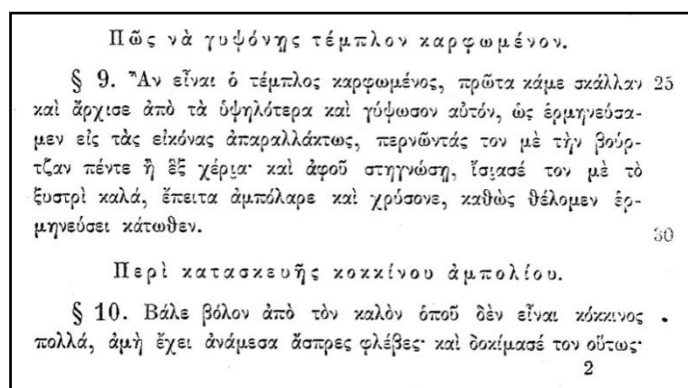 Πῶς νὰ γυψόνῃς τέμπλον καρφωμένον.
§ 9. Ἂν εἶναι ὁ τέμπλος καρφωμένος, πρῶτα κάμε σκάλλαν 25
καὶ ἄρχισε ἀπὸ τὰ ὑψηλότερα καὶ γύψωσον αὐτόν, ὡς ἑρμηνεύσα-
μεν εἰς τὰς εἰκόνας ἀπαραλλάκτως, περνῶντάς τον μὲ τὴν βούρ-
τζαν πέντε ἢ ἓξ χέρια· καὶ ἀφοῦ στηγνώσῃ, ἴσιασέ τον μὲ τὸ
ξυστρὶ καλά, ἔπειτα ἀμπόλαρε καὶ χρύσονε, καθὼς θέλομεν ἑρ-
μηνεύσει κάτωθεν. 30
Περὶ κατασκευῆς κοκκίνου ἀμπολίου.
§ 10. Βάλε βόλον ἀπὸ τὸν καλὸν ὁποῦ δὲν εἶναι κόκκινος
πολλά, ἀμὴ ἔχει ἀνάμεσα ἄσπρες φλέβες· καὶ δοκίμασέ τον οὕτως·
2